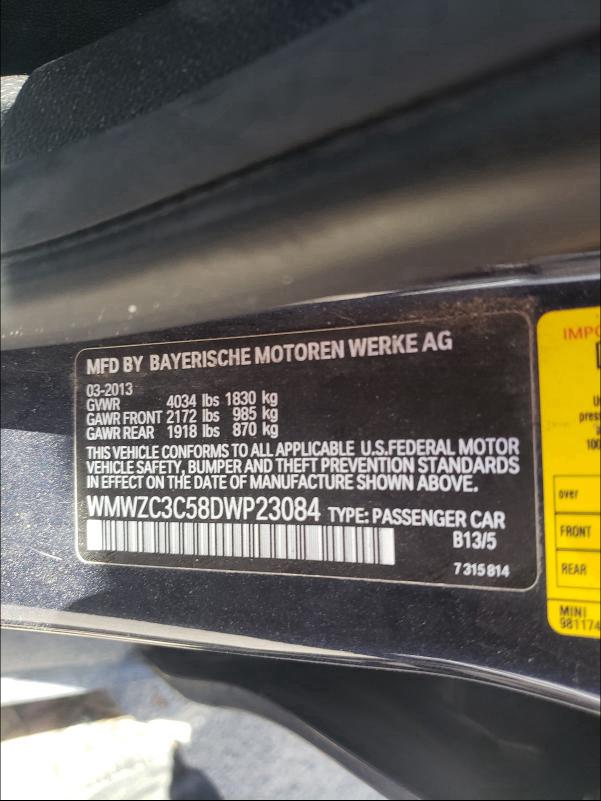 MFD BY BAYERISCHE MOTOREN WERKE AG
03-2013
GVWR 4034 lbs 1830 kg
GAWR FRONT 2172 lbs 985 kg
GAWR REAR 1918 lbs 870 kg
THIS VEHICLE CONFORMS TO ALL APPLICABLE U.S.FEDERAL MOTOR
VEHICLE SAFETY, BUMPER AND THEFT PREVENTION STANDARDS
IN EFFECT ON THE DATE OF MANUFACTURE SHOWN ABOVE.
WMWZC3C58DWP23084 TYPE: PASSENGER CAR
B13/5
7 315 814
over
FRONT
REAR
MINI